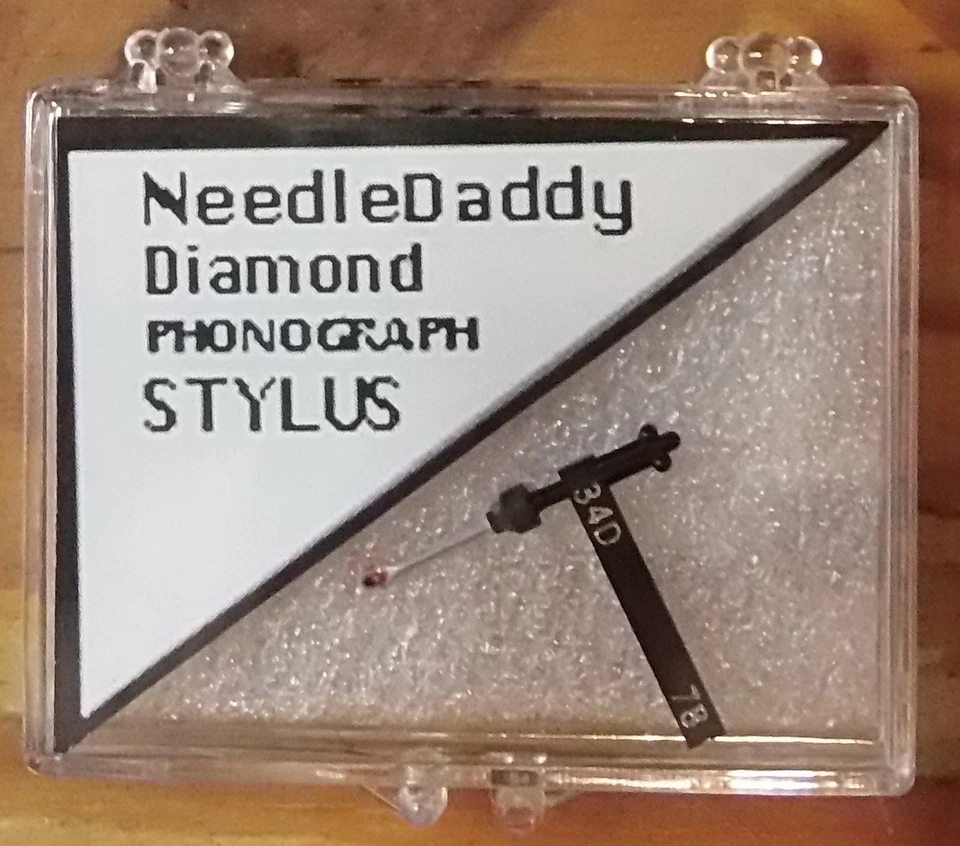 NeedleDaddy
Diamond
PHONOGRAPH
STYLUS
34D
78